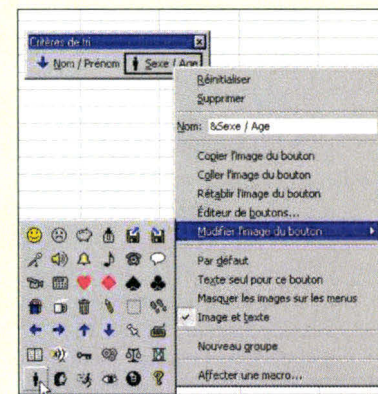 Critères de tri
Nom / Prénom
Sexe / Age
Réinitialiser
Supprimer
Nom: &Sexe / Age
Copier l'image du bouton
Coller l'image du bouton
Rétablir l'image du bouton
Éditeur de boutons...
Modifier l'image du bouton
Par défaut
Texte seul pour ce bouton
Masquer les images sur les menus
Image et texte
Nouveau groupe
Affecter une macro...